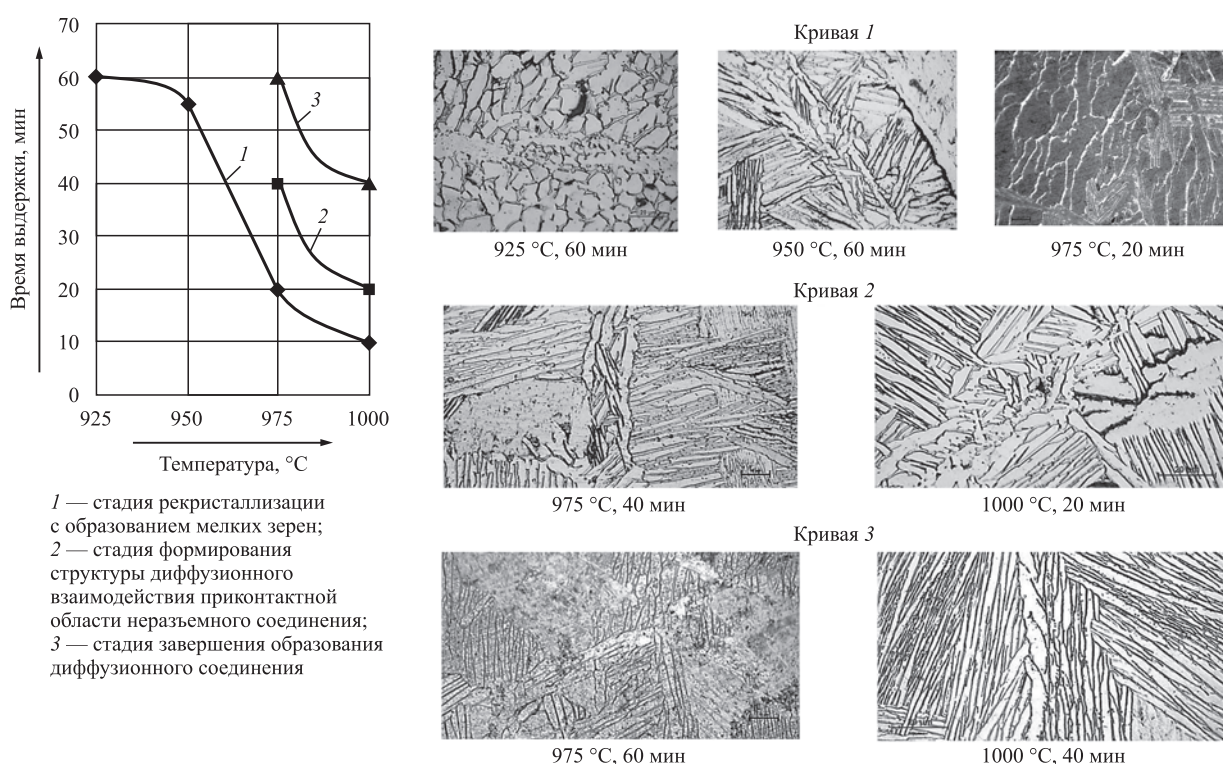 Время выдержки, мин
70
60
50
40
30
20
10
0
925
950
975
1000
Температура, °C
1
2
3
1 — стадия рекристаллизации
с образованием мелких зерен;
2 — стадия формирования
структуры диффузионного
взаимодействия приконтактной
области неразъемного соединения;
3 — стадия завершения образования
диффузионного соединения
Кривая 1
925 °C, 60 мин
950 °C, 60 мин
975 °C, 20 мин
Кривая 2
975 °C, 40 мин
1000 °C, 20 мин
Кривая 3
975 °C, 60 мин
1000 °C, 40 мин